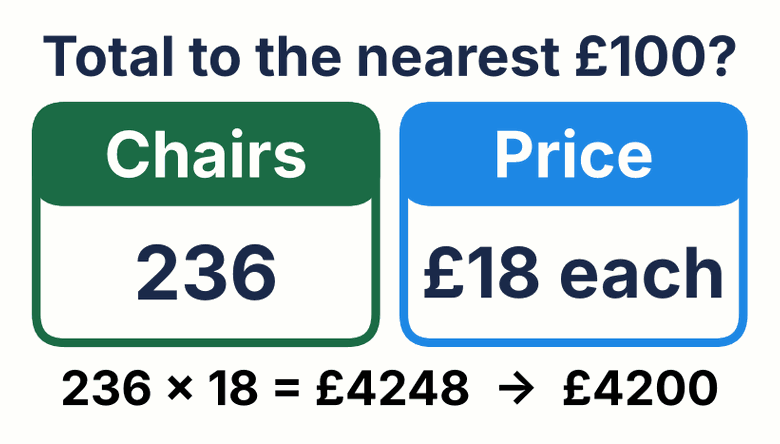 Total to the nearest £100?
Chairs
Price
236
£18 each
236 × 18 = £4248 → £4200